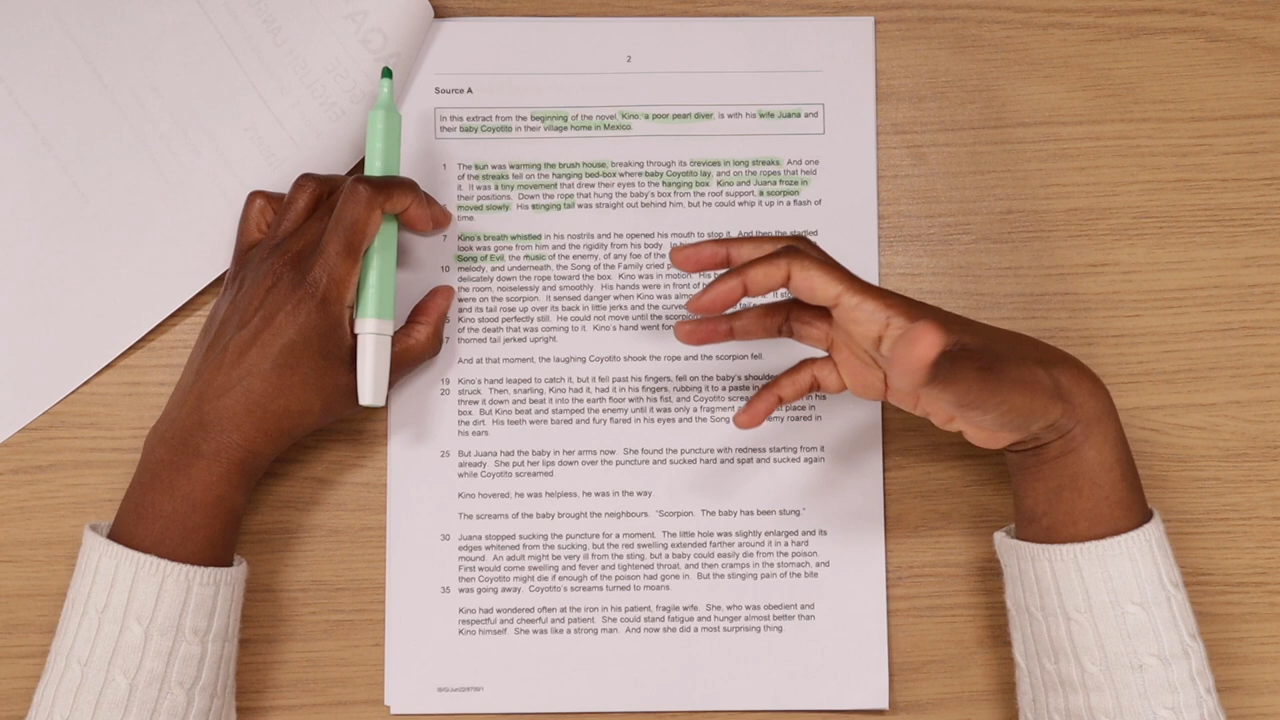 2
Source A
In this extract from the beginning of the novel, Kino, a poor pearl diver, is with his wife Juana and
their baby Coyotito in their village home in Mexico.
1 The sun was warming the brush house, breaking through its crevices in long streaks. And one
of the streaks fell on the hanging bed-box where baby Coyotito lay, and on the ropes that held
it. It was a tiny movement that drew their eyes to the hanging box. Kino and Juana froze in
their positions. Down the rope that hung the baby's box from the roof support, a scorpion
moved slowly. His stinging tail was straight out behind him, but he could whip it up in a flash of
time.
7 Kino's breath whistled in his nostrils and he opened his mouth to stop it. And then the startled
look was gone from him and the rigidity from his body.
Song of Evil, the music of the enemy, of any foe of the
10 melody, and underneath, the Song of the Family cried
delicately down the rope toward the box. Kino was in motion. His
the room, noiselessly and smoothly. His hands were in front of
were on the scorpion. It sensed danger when Kino was
and its tail rose up over its back in little jerks and the
5 Kino stood perfectly still. He could not move until the
of the death that was coming to it. Kino's hand went
7 thorned tail jerked upright.
And at that moment, the laughing Coyotito shook the rope and the scorpion fell.
19 Kino's hand leaped to catch it, but it fell past his fingers, fell on the baby's
20 struck. Then, snarling, Kino had it, had it in his fingers, rubbing it to a paste in
threw it down and beat it into the earth floor with his fist, and Coyotito in his
box. But Kino beat and stamped the enemy until it was only a fragment place in
the dirt. His teeth were bared and fury flared in his eyes and the Song roared in
his ears.
25 But Juana had the baby in her arms now. She found the puncture with redness starting from it
already. She put her lips down over the puncture and sucked hard and spat and sucked again
while Coyotito screamed.
Kino hovered, he was helpless, he was in the way.
The screams of the baby brought the neighbours. "Scorpion. The baby has been stung."
30 Juana stopped sucking the puncture for a moment. The little hole was slightly enlarged and its
edges whitened from the sucking, but the red swelling extended farther around it in a hard
mound. An adult might be very ill from the sting, but a baby could easily die from the poison.
First would come swelling and fever and tightened throat, and then cramps in the stomach, and
then Coyotito might die if enough of the poison had gone in. But the stinging pain of the bite
35 was going away. Coyotito's screams turned to moans.
Kino had wondered often at the iron in his patient, fragile wife. She, who was obedient and
respectful and cheerful and patient. She could stand fatigue and hunger almost better than
Kino himself. She was like a strong man. And now she did a most surprising thing.